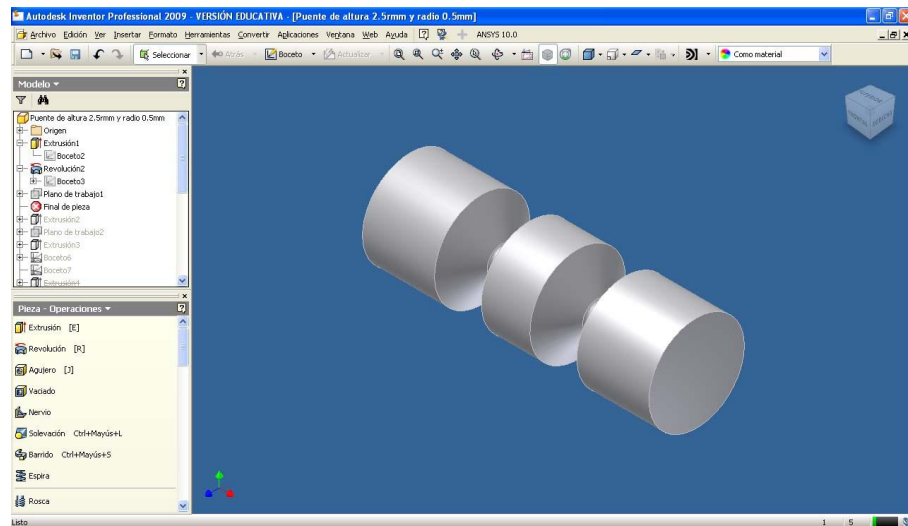 Autodesk Inventor Professional 2009 - VERSIÓN EDUCATIVA - [Puente de altura 2.5rmm y radio 0.5mm]
Archivo Edición Ver Insertar Formato Herramientas Convertir Aplicaciones Ventana Web Ayuda ANSYS 10.0
Seleccionar Atrás Boceto Actualizar Como material
Modelo
Puente de altura 2.5rmm y radio 0.5mm
Origen
Extrusión1
Boceto2
Revolución2
Boceto3
Plano de trabajo1
Final de pieza
Extrusión2
Plano de trabajo2
Extrusión3
Boceto6
Boceto7
Extrusión4
Pieza - Operaciones
Extrusión [E]
Revolución [R]
Agujero [J]
Vaciado
Nervio
Solevación Ctrl+Mayús+L
Barrido Ctrl+Mayús+S
Espira
Rosca
Listo 1 5